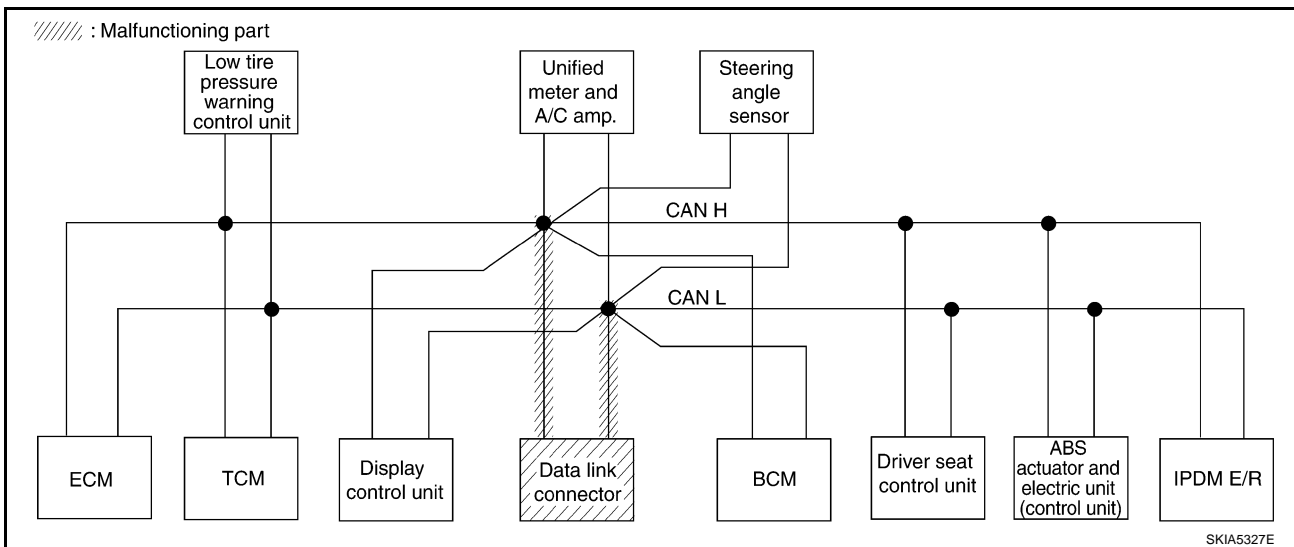 : Malfunctioning part
Low tire
pressure
warning
control unit
Unified
meter and
A/C amp.
Steering
angle
sensor
CAN H
CAN L
ECM
TCM
Display
control unit
Data link
connector
BCM
Driver seat
control unit
ABS
actuator and
electric unit
(control unit)
IPDM E/R
SKIA5327E